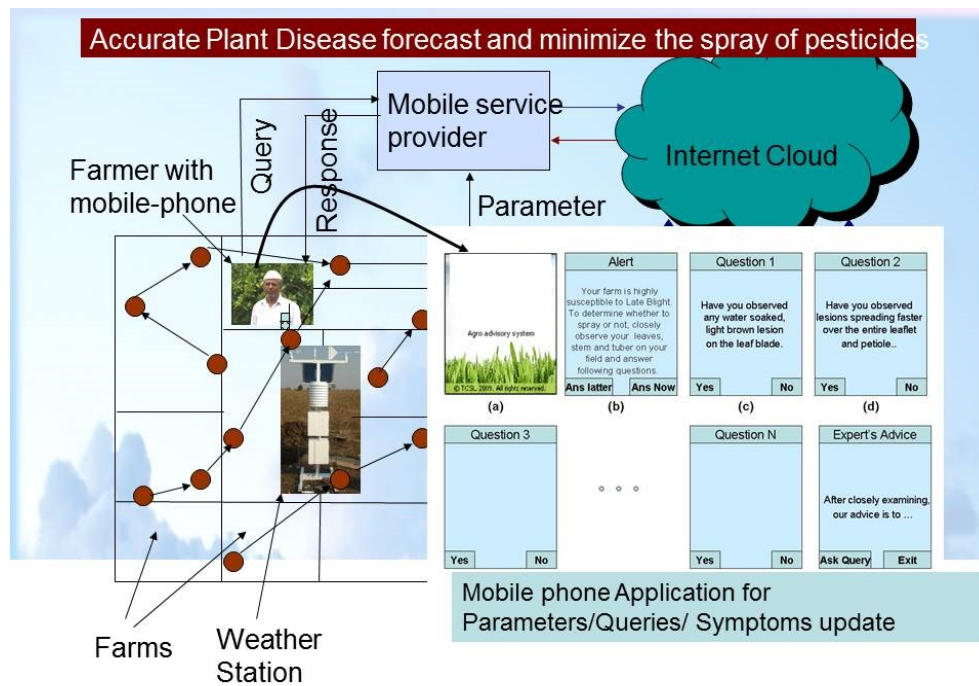 Accurate Plant Disease forecast and minimize the spray of pesticides
Mobile service
provider
Internet Cloud
Query
Response
Farmer with
mobile-phone
Parameter
Agro advisory system
© TCSL 2009. All rights reserved.
(a)
Alert
Your farm is highly
susceptible to Late Blight.
To determine whether to
spray or not, closely
observe your leaves,
stem and tuber on your
field and answer
following questions.
Ans latter
Ans Now
(b)
Question 1
Have you observed
any water soaked,
light brown lesion
on the leaf blade.
Yes
No
(c)
Question 2
Have you observed
lesions spreading faster
over the entire leaflet
and petiole..
Yes
No
(d)
Question 3
Yes
No
Question N
Yes
No
Expert's Advice
After closely examining,
our advice is to ...
Ask Query
Exit
Mobile phone Application for
Parameters/Queries/ Symptoms update
Farms
Weather
Station